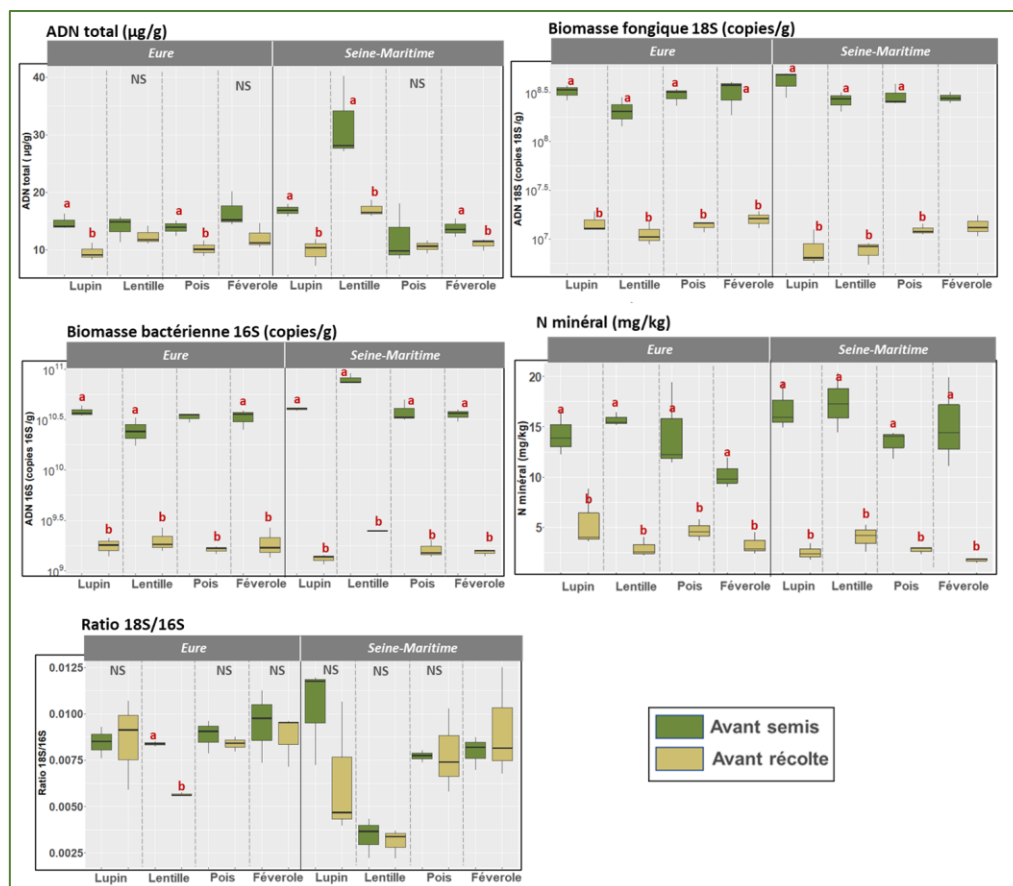 ADN total (µg/g)
Eure
Seine-Maritime
NS
NS
NS
ADN total ( µg/g)
40
30
20
10
a
b
a
b
a
b
a
b
a
b
Lupin
Lentille
Pois
Féverole
Lupin
Lentille
Pois
Féverole
Biomasse fongique 18S (copies/g)
Eure
Seine-Maritime
ADN 18S (copies 18S /g)
10^8.5
10^8
10^7.5
10^7
a
a
a
a
a
a
a
b
b
b
b
b
b
b
Lupin
Lentille
Pois
Féverole
Lupin
Lentille
Pois
Féverole
Biomasse bactérienne 16S (copies/g)
Eure
Seine-Maritime
ADN 16S (copies 16S /g)
10^11
10^10.5
10^10
10^9.5
10^9
a
a
a
a
a
a
a
b
b
b
b
b
b
b
b
Lupin
Lentille
Pois
Féverole
Lupin
Lentille
Pois
Féverole
N minéral (mg/kg)
Eure
Seine-Maritime
N minéral (mg/kg)
20
15
10
5
a
a
a
a
a
a
a
a
b
b
b
b
b
b
b
b
Lupin
Lentille
Pois
Féverole
Lupin
Lentille
Pois
Féverole
Ratio 18S/16S
Eure
Seine-Maritime
NS
NS
NS
NS
NS
NS
Ratio 18S/16S
0.0125
0.0100
0.0075
0.0050
0.0025
a
b
Lupin
Lentille
Pois
Féverole
Lupin
Lentille
Pois
Féverole
Avant semis
Avant récolte